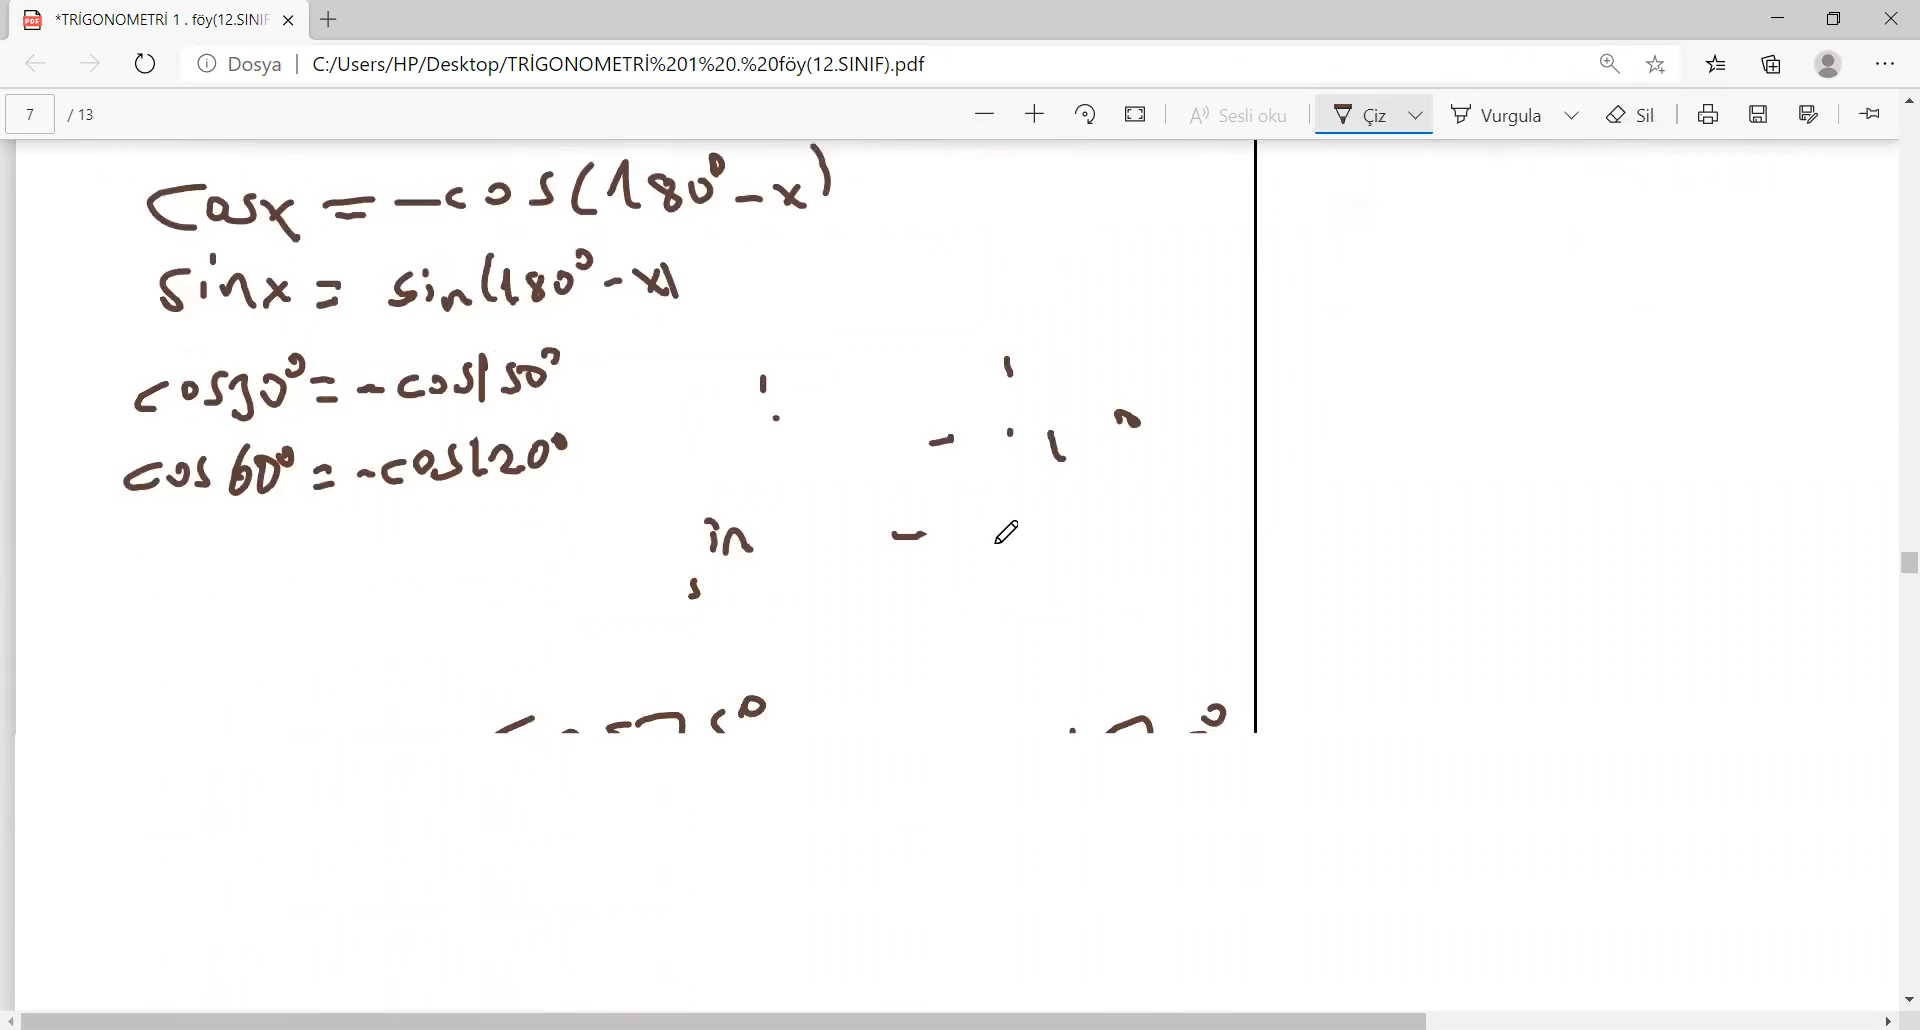 *TRİGONOMETRİ 1 . föy(12.SINIF
Dosya | C:/Users/HP/Desktop/TRİGONOMETRİ%201%20.%20föy(12.SINIF).pdf
7 / 13
Sesli oku
Çiz
Vurgula
Sil
Cosx = -cos(180° - x)
sinx = sin(180° - x)
cos30° = -cos150°
cos60° = -cos120°
in
s